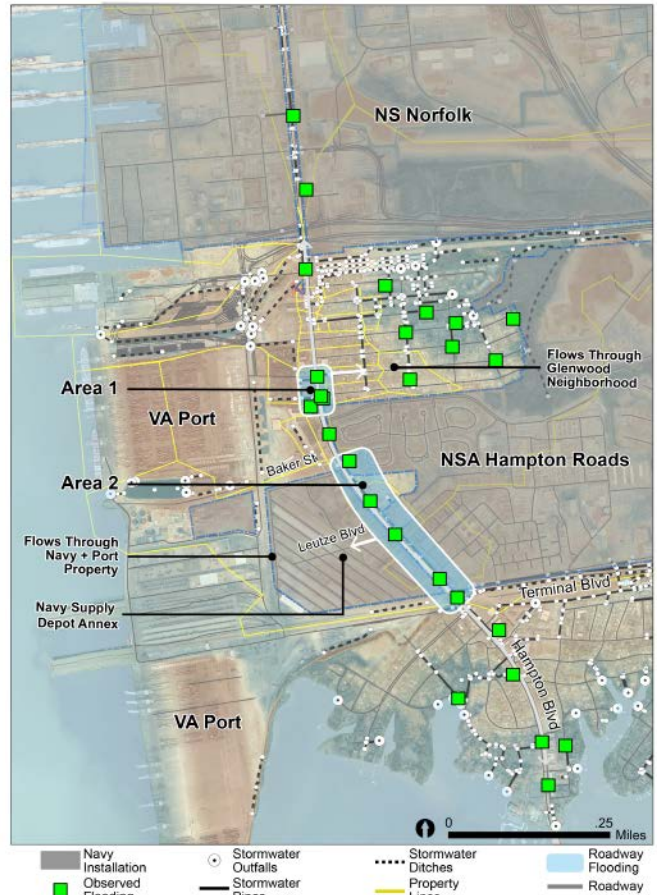 NS Norfolk
Flows Through
Glenwood
Neighborhood
Area 1
VA Port
Baker St
NSA Hampton Roads
Area 2
Leutze Blvd
Flows Through
Navy + Port
Property
Terminal Blvd
Navy Supply
Depot Annex
Hampton Blvd
VA Port
0 .25
Miles
Navy
Installation
Stormwater
Outfalls
Stormwater
Ditches
Roadway
Flooding
Observed
Stormwater
Property
Roadway